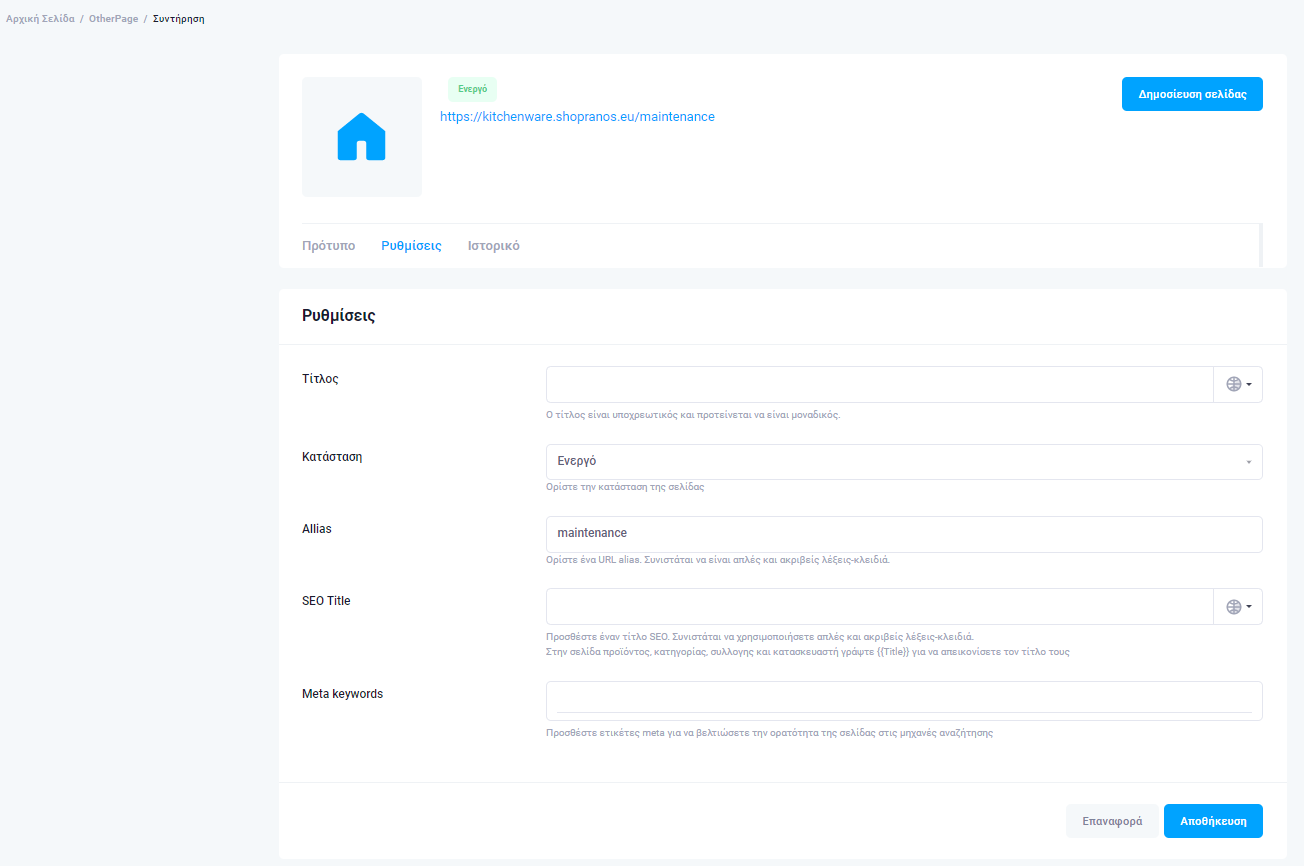 Αρχική Σελίδα / OtherPage / Συντήρηση
Ενεργό
Δημοσίευση σελίδας
https://kitchenware.shopranos.eu/maintenance
Πρότυπο Ρυθμίσεις Ιστορικό
Ρυθμίσεις
Τίτλος
Ο τίτλος είναι υποχρεωτικός και προτείνεται να είναι μοναδικός.
Κατάσταση
Ενεργό
Ορίστε την κατάσταση της σελίδας
Allias
maintenance
Ορίστε ένα URL alias. Συνιστάται να είναι απλές και ακριβείς λέξεις-κλειδιά.
SEO Title
Προσθέστε έναν τίτλο SEO. Συνιστάται να χρησιμοποιήσετε απλές και ακριβείς λέξεις-κλειδιά.
Στην σελίδα προϊόντος, κατηγορίας, συλλογης και κατασκευαστή γράψτε {{Title}} για να απεικονίσετε τον τίτλο τους
Meta keywords
Προσθέστε ετικέτες meta για να βελτιώσετε την ορατότητα της σελίδας στις μηχανές αναζήτησης
Επαναφορά
Αποθήκευση